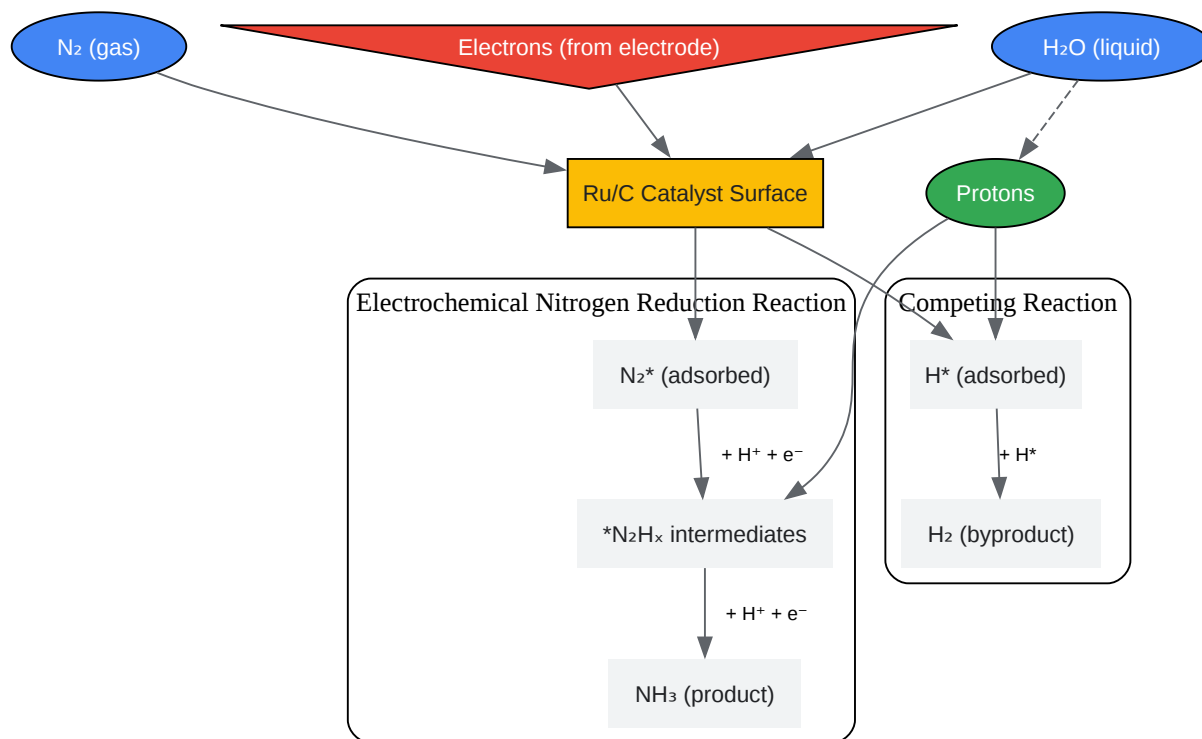 N₂ (gas)
Electrons (from electrode)
H₂O (liquid)
Ru/C Catalyst Surface
Protons
Electrochemical Nitrogen Reduction Reaction
Competing Reaction
N₂* (adsorbed)
H* (adsorbed)
+ H⁺ + e⁻
+ H*
*N₂Hₓ intermediates
H₂ (byproduct)
+ H⁺ + e⁻
NH₃ (product)